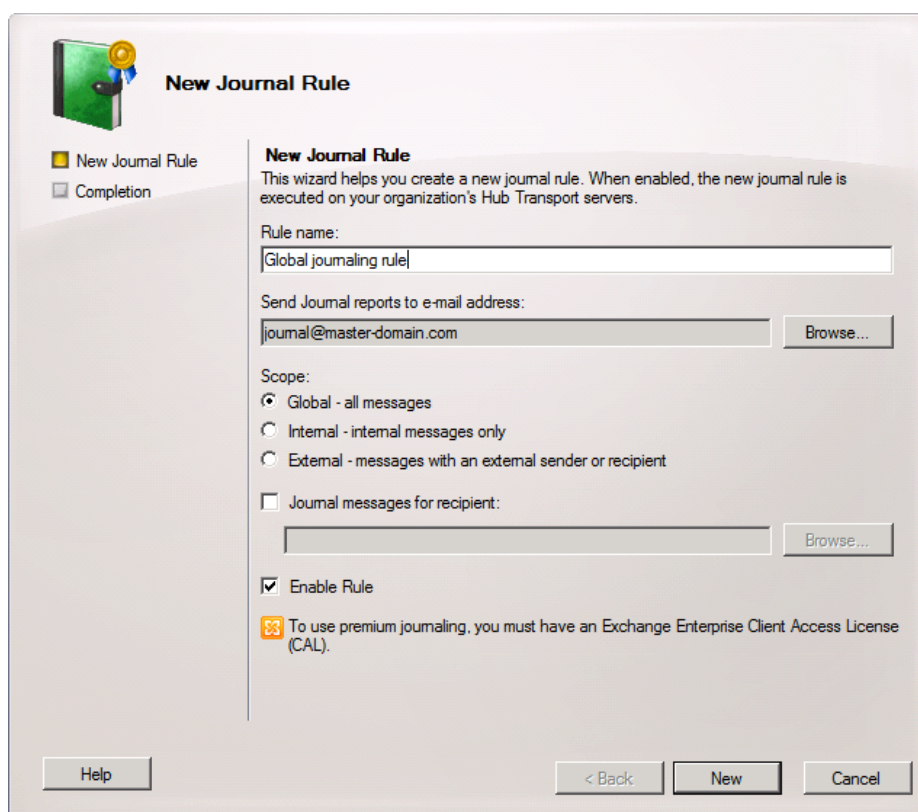 New Journal Rule
New Journal Rule
Completion
New Journal Rule
This wizard helps you create a new journal rule. When enabled, the new journal rule is
executed on your organization's Hub Transport servers.
Rule name:
Global journaling rule
Send Journal reports to e-mail address:
journal@master-domain.com
Browse...
Scope:
Global - all messages
Internal - internal messages only
External - messages with an external sender or recipient
Journal messages for recipient:
Browse...
Enable Rule
To use premium journaling, you must have an Exchange Enterprise Client Access License
(CAL).
Help
< Back
New
Cancel